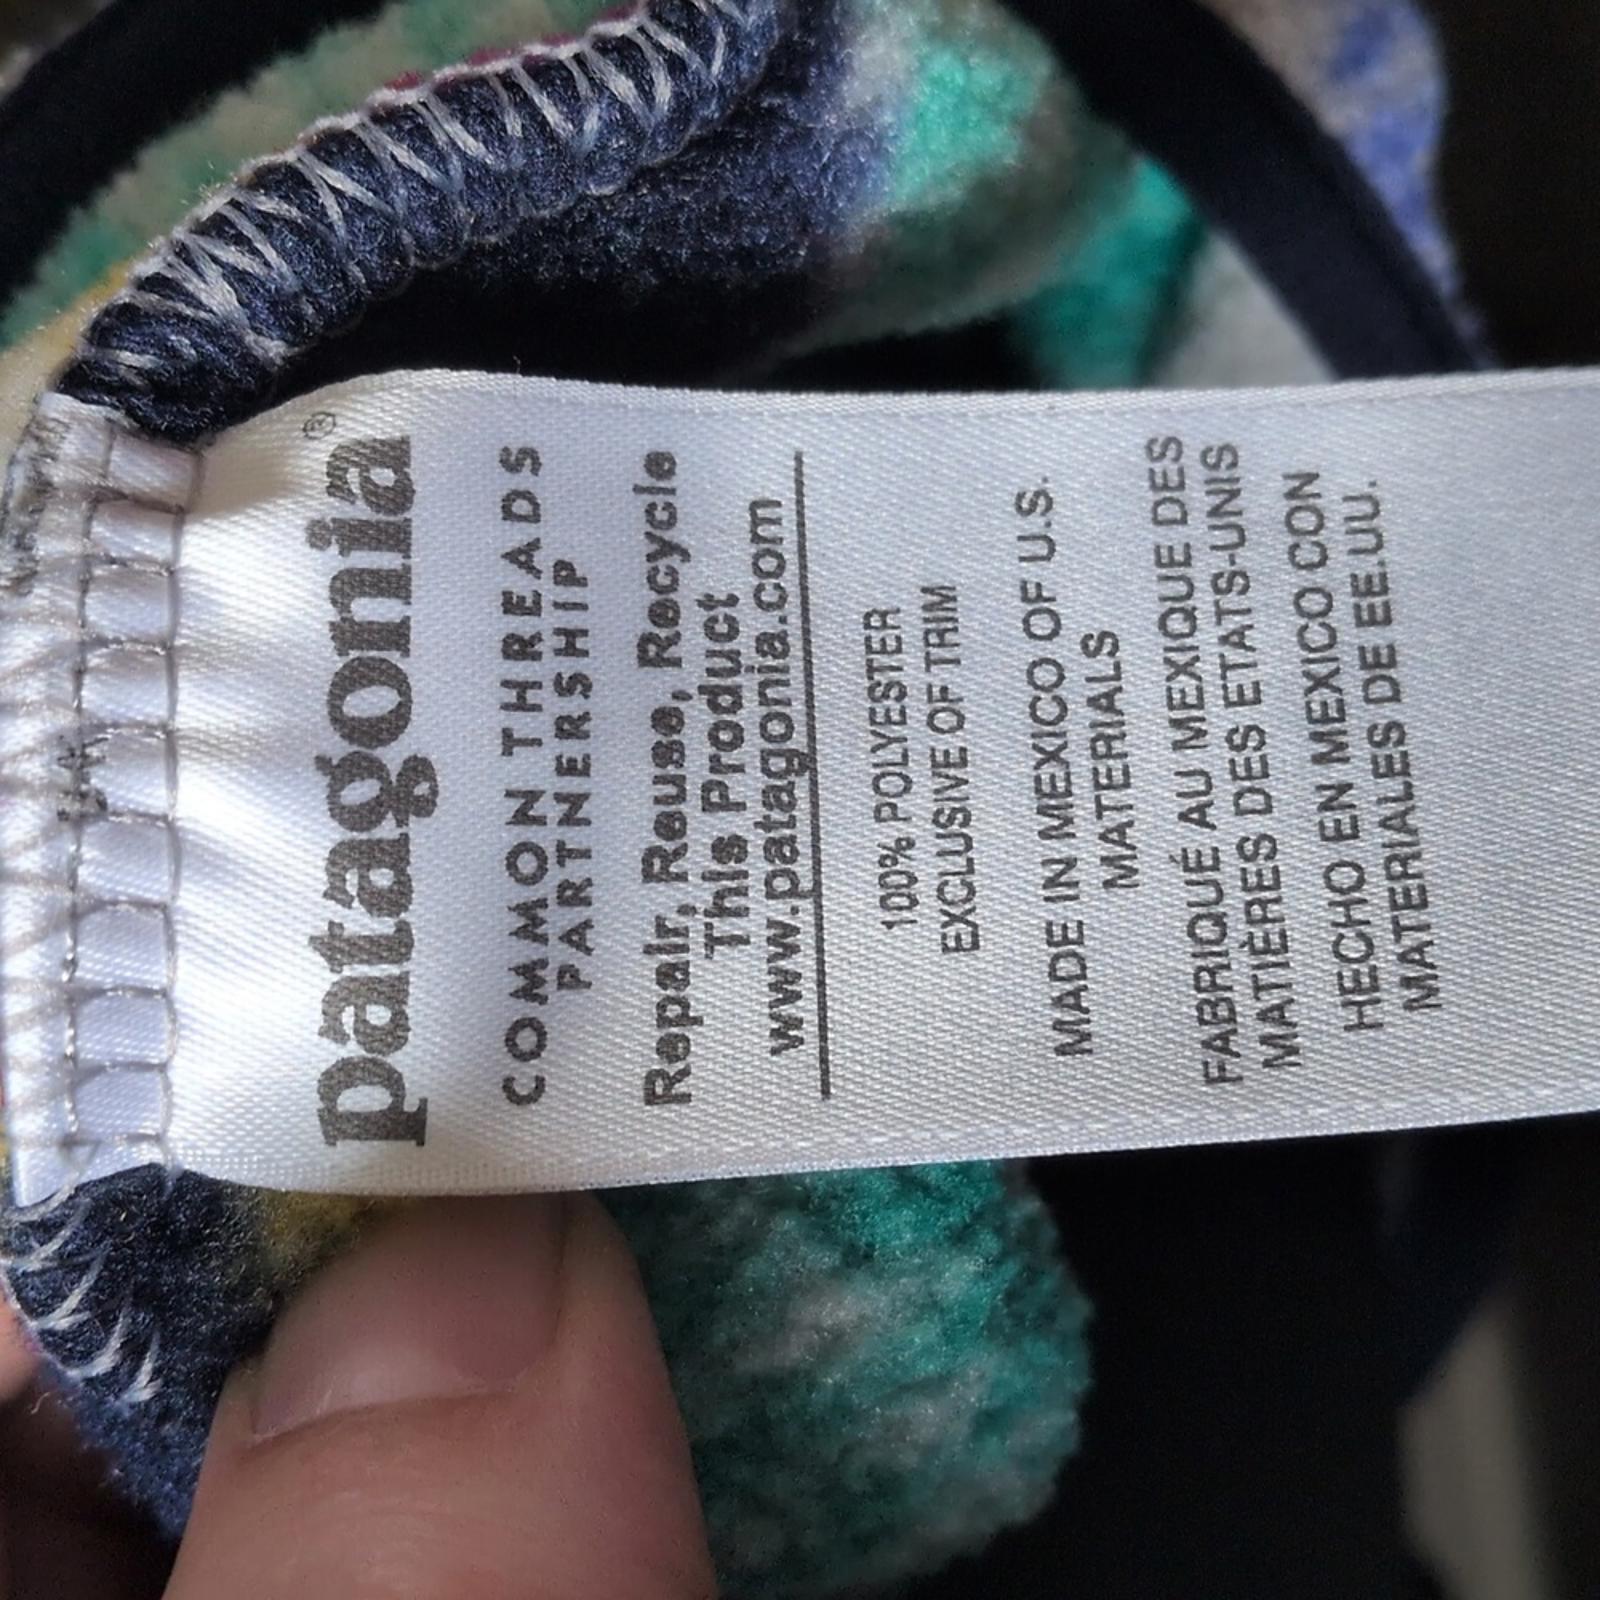 patagonia®
COMMON THREADS
PARTNERSHIP
Repair, Reuse, Recycle
This Product
www.patagonia.com
100% POLYESTER
EXCLUSIVE OF TRIM
MADE IN MEXICO OF U.S.
MATERIALS
FABRIQUÉ AU MEXIQUE DES
MATIÈRES DES ETATS-UNIS
HECHO EN MEXICO CON
MATERIALES DE EE.UU.